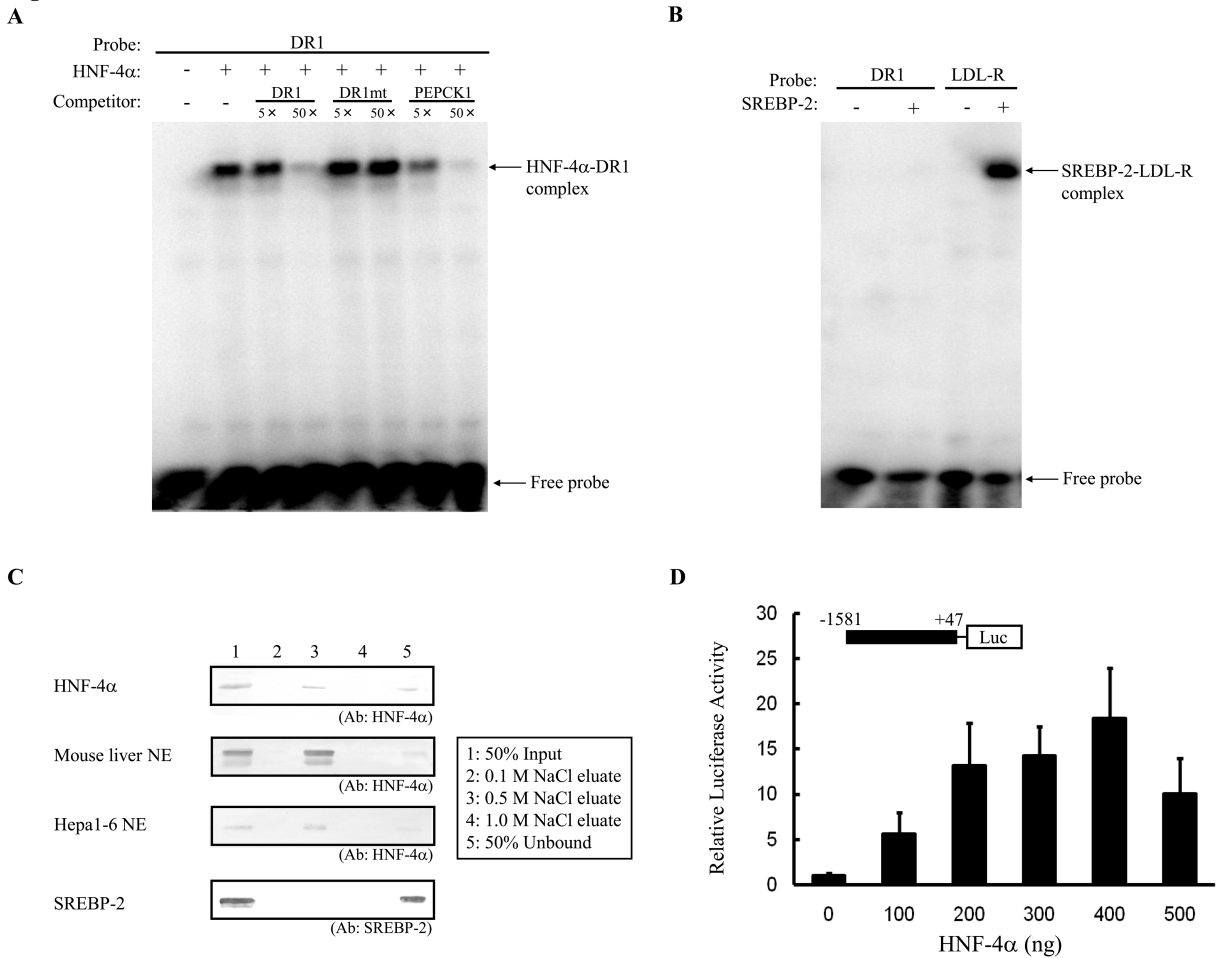 A
Probe: DR1
HNF-4α: - + + + + + + +
Competitor: - - DR1 DR1mt PEPCK1
5× 50× 5× 50× 5× 50×
HNF-4α-DR1
complex
Free probe
B
Probe: DR1 LDL-R
SREBP-2: - + - +
SREBP-2-LDL-R
complex
Free probe
C
1 2 3 4 5
HNF-4α
(Ab: HNF-4α)
Mouse liver NE
(Ab: HNF-4α)
Hepa1-6 NE
(Ab: HNF-4α)
SREBP-2
(Ab: SREBP-2)
1: 50% Input
2: 0.1 M NaCl eluate
3: 0.5 M NaCl eluate
4: 1.0 M NaCl eluate
5: 50% Unbound
D
-1581 +47
Luc
Relative Luciferase Activity
30
25
20
15
10
5
0
0 100 200 300 400 500
HNF-4α (ng)